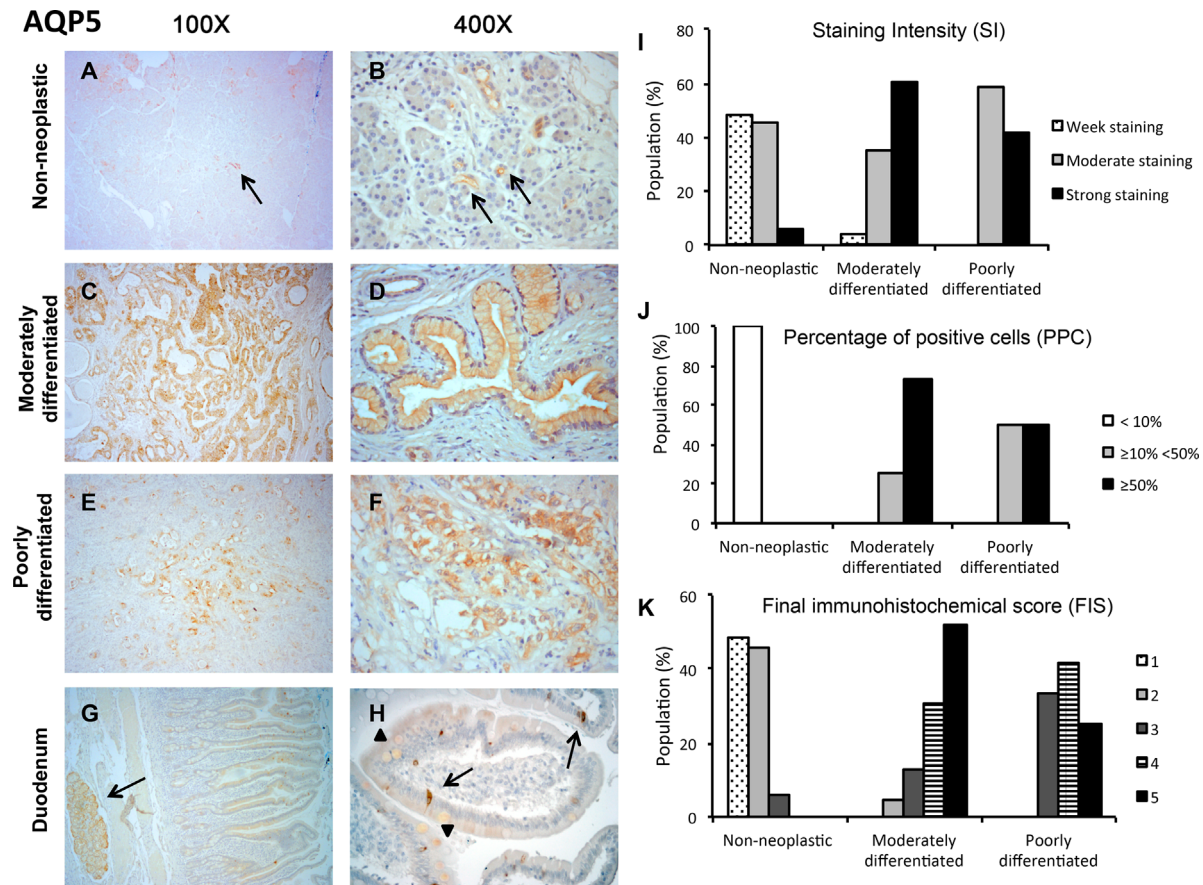 AQP5
100X
400X
Non-neoplastic
A
B
Moderately
differentiated
C
D
Poorly
differentiated
E
F
Duodenum
G
H
I
Staining Intensity (SI)
Population (%)
80
60
40
20
0
Non-neoplastic
Moderately
differentiated
Poorly
differentiated
Week staining
Moderate staining
Strong staining
J
Percentage of positive cells (PPC)
Population (%)
100
80
60
40
20
0
Non-neoplastic
Moderately
differentiated
Poorly
differentiated
< 10%
≥10% <50%
≥50%
K
Final immunohistochemical score (FIS)
Population (%)
60
40
20
0
Non-neoplastic
Moderately
differentiated
Poorly
differentiated
1
2
3
4
5